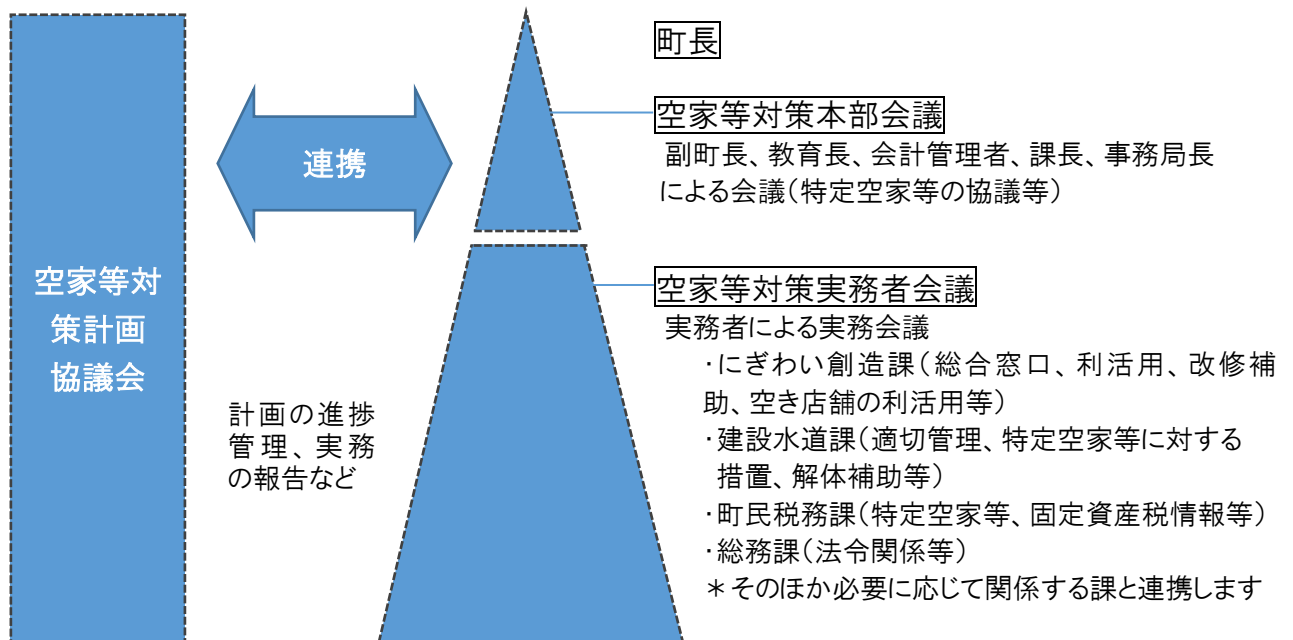 空家等対
策計画
協議会
連携
計画の進捗
管理、実務
の報告など
町長
空家等対策本部会議
副町長、教育長、会計管理者、課長、事務局長
による会議（特定空家等の協議等）
空家等対策実務者会議
実務者による実務会議
・にぎわい創造課（総合窓口、利活用、改修補
助、空き店舗の利活用等）
・建設水道課（適切管理、特定空家等に対する
措置、解体補助等）
・町民税務課（特定空家等、固定資産税情報等）
・総務課（法令関係等）
＊そのほか必要に応じて関係する課と連携します